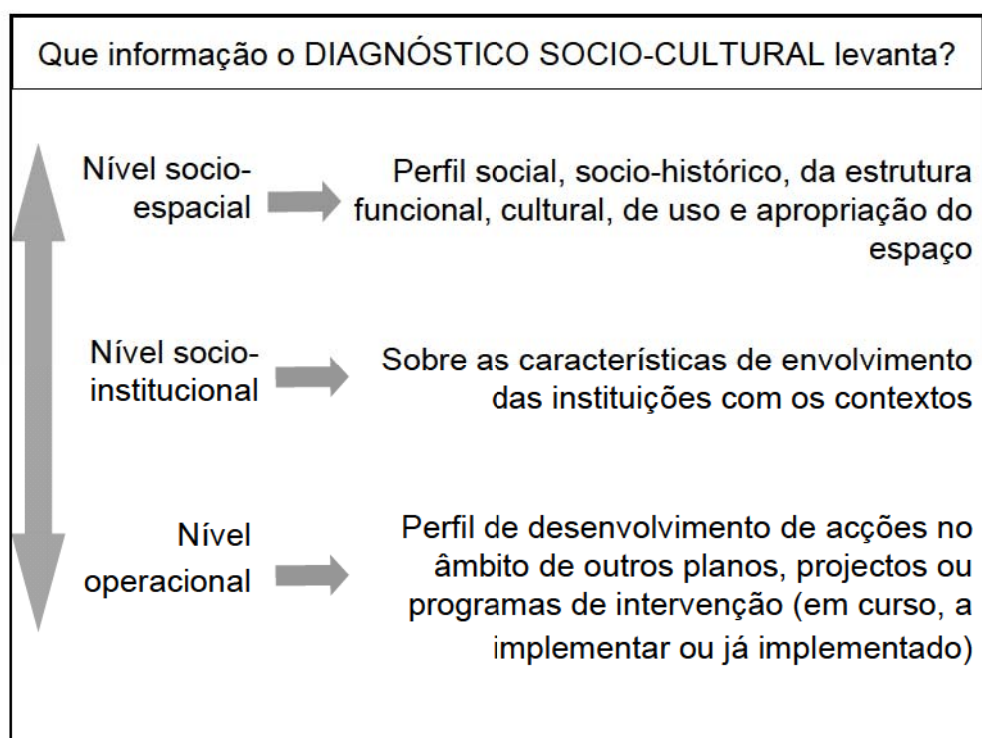 Que informação o DIAGNÓSTICO SOCIO-CULTURAL levanta?
Nível socio-
espacial
Perfil social, socio-histórico, da estrutura
funcional, cultural, de uso e apropriação do
espaço
Nível socio-
institucional
Sobre as características de envolvimento
das instituições com os contextos
Nível
operacional
Perfil de desenvolvimento de acções no
âmbito de outros planos, projectos ou
programas de intervenção (em curso, a
implementar ou já implementado)